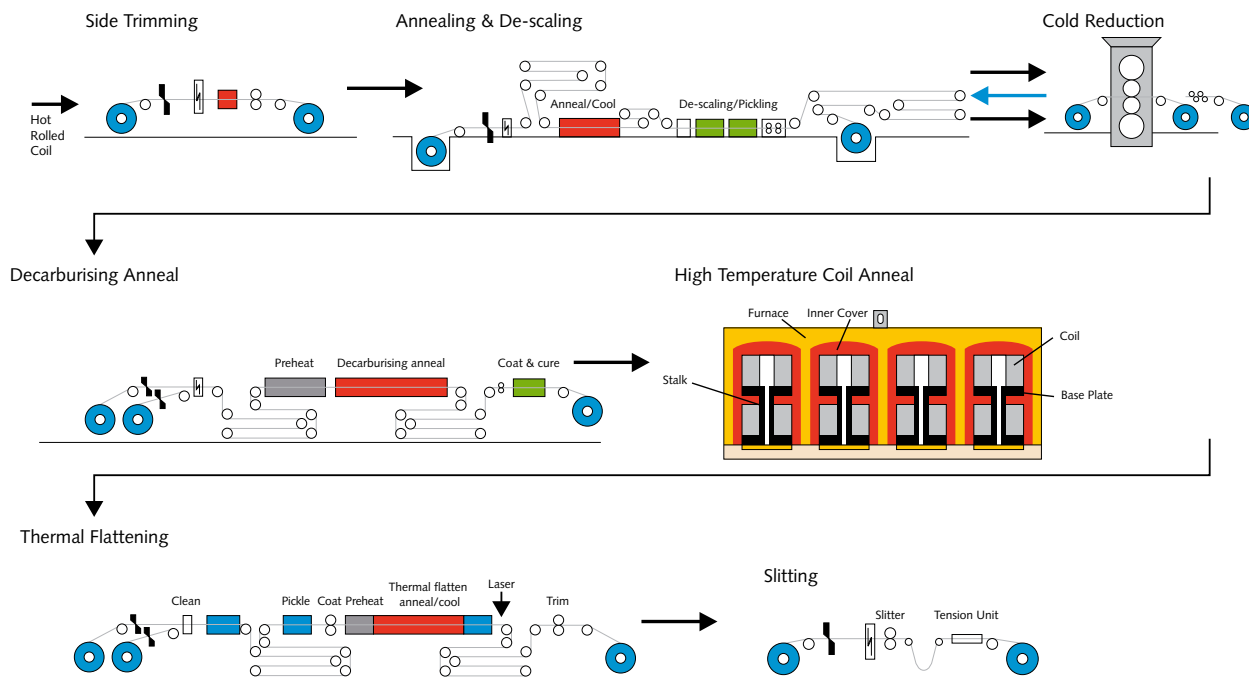 Side Trimming
Annealing & De-scaling
Cold Reduction
Hot
Rolled
Coil
Anneal/Cool
De-scaling/Pickling
Decarburising Anneal
High Temperature Coil Anneal
Preheat
Decarburising anneal
Coat & cure
Furnace
Inner Cover
Coil
Stalk
Base Plate
Thermal Flattening
Clean
Pickle
Coat
Preheat
Thermal flatten
anneal/cool
Laser
Trim
Slitting
Slitter
Tension Unit